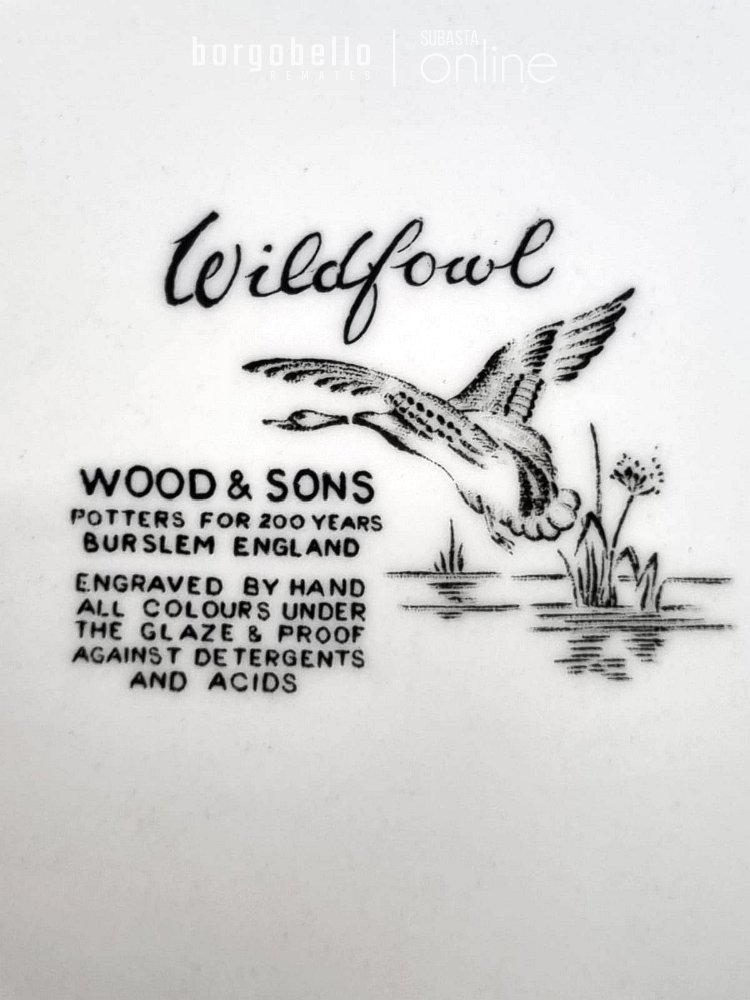 borgobello
REMATES
SUBASTA
online
Wildfowl
WOOD & SONS
POTTERS FOR 200 YEARS
BURSLEM ENGLAND
ENGRAVED BY HAND
ALL COLOURS UNDER
THE GLAZE & PROOF
AGAINST DETERGENTS
AND ACIDS